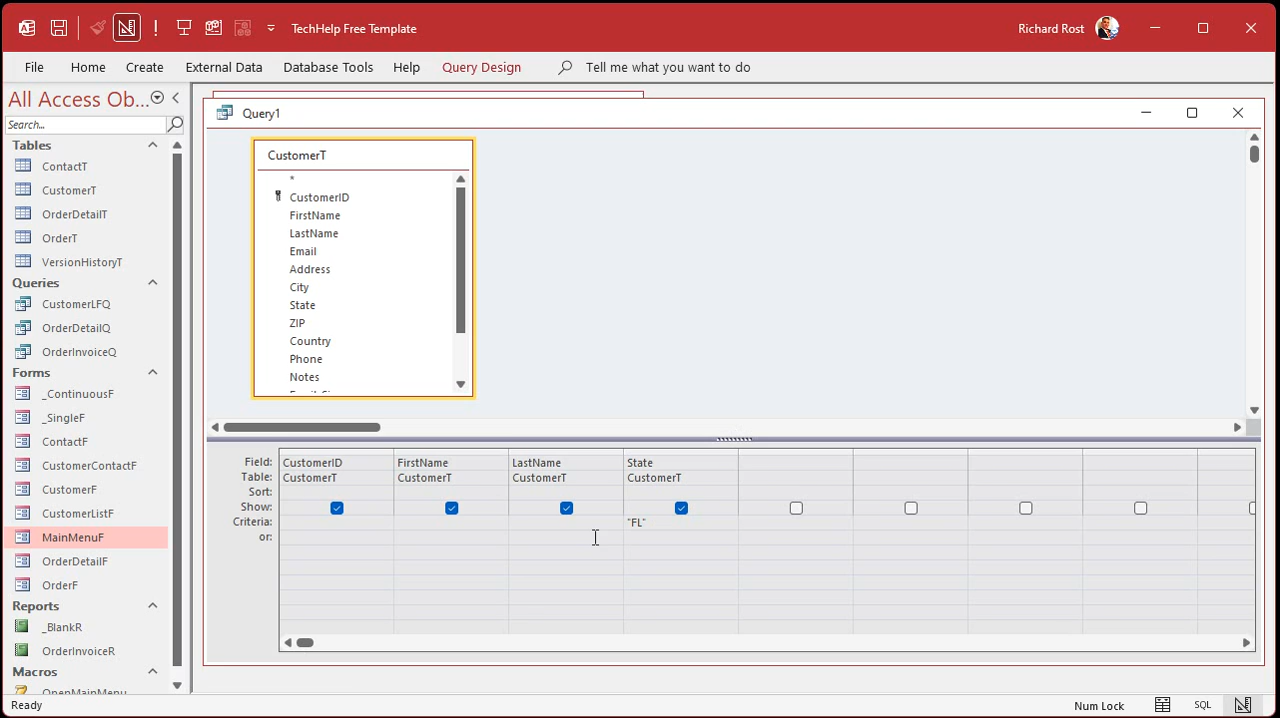 TechHelp Free Template
Richard Rost
File Home Create External Data Database Tools Help Query Design Tell me what you want to do
All Access Ob...
Search...
Tables
ContactT
CustomerT
OrderDetailT
OrderT
VersionHistoryT
Queries
CustomerLFQ
OrderDetailQ
OrderInvoiceQ
Forms
_ContinuousF
_SingleF
ContactF
CustomerContactF
CustomerF
CustomerListF
MainMenuF
OrderDetailF
OrderF
Reports
_BlankR
OrderInvoiceR
Macros
OpenMainMenu
Query1
CustomerT
*
CustomerID
FirstName
LastName
Email
Address
City
State
ZIP
Country
Phone
Notes
Field: CustomerID FirstName LastName State
Table: CustomerT CustomerT CustomerT CustomerT
Sort:
Show:
Criteria: "FL"
or:
Ready
Num Lock
SQL